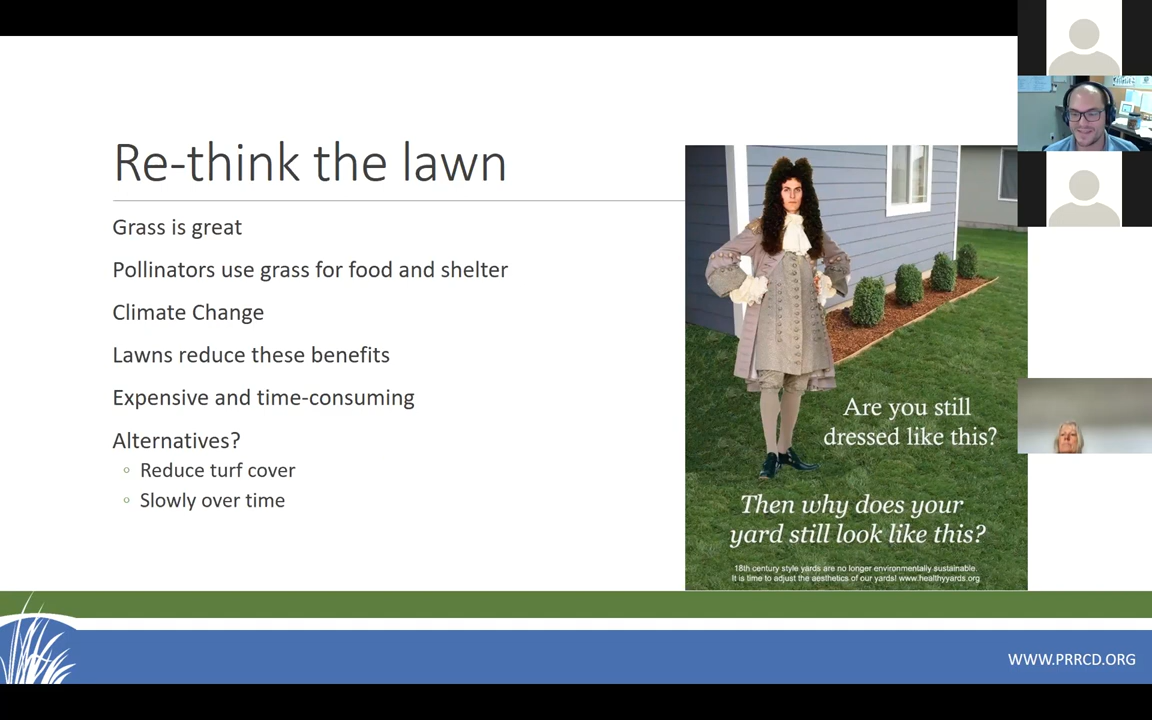 Re-think the lawn
Grass is great
Pollinators use grass for food and shelter
Climate Change
Lawns reduce these benefits
Expensive and time-consuming
Alternatives?
Reduce turf cover
Slowly over time
Are you still
dressed like this?
Then why does your
yard still look like this?
18th century style yards are no longer environmentally sustainable.
It is time to adjust the aesthetics of our yards! www.healthyyards.org
WWW.PRRCD.ORG